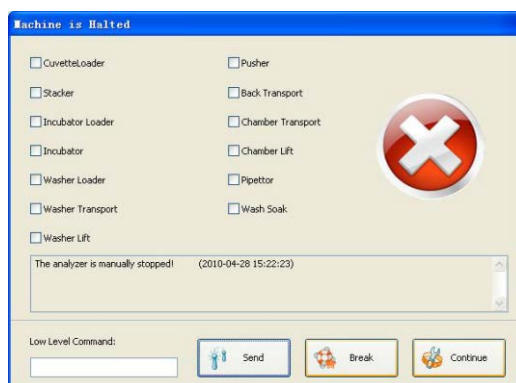 Machine is Halted
CuvetteLoader
Pusher
Stacker
Back Transport
Incubator Loader
Chamber Transport
Incubator
Chamber Lift
Washer Loader
Pipettor
Washer Transport
Wash Soak
Washer Lift
The analyzer is manually stopped! (2010-04-28 15:22:23)
Low Level Command:
Send
Break
Continue